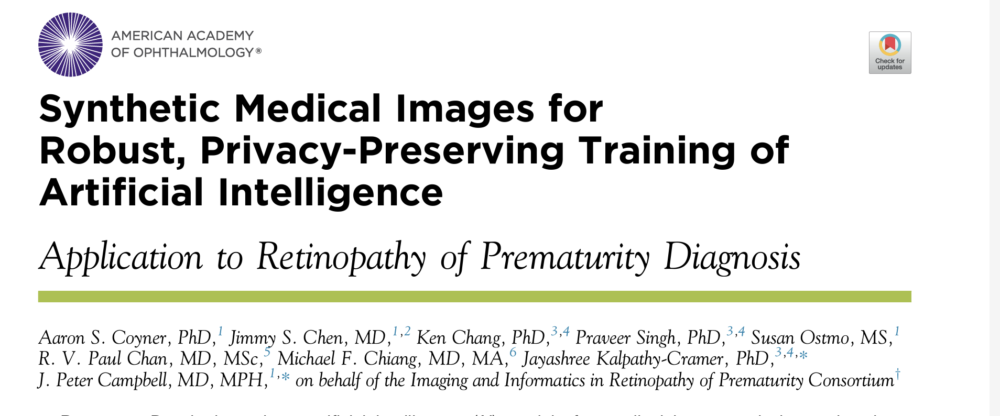 AMERICAN ACADEMY
OF OPHTHALMOLOGY®
Check for
updates
Synthetic Medical Images for
Robust, Privacy-Preserving Training of
Artificial Intelligence
Application to Retinopathy of Prematurity Diagnosis
Aaron S. Coyner, PhD,1 Jimmy S. Chen, MD,1,2 Ken Chang, PhD,3,4 Praveer Singh, PhD,3,4 Susan Ostmo, MS,1
R. V. Paul Chan, MD, MSc,5 Michael F. Chiang, MD, MA,6 Jayashree Kalpathy-Cramer, PhD,3,4,*
J. Peter Campbell, MD, MPH,1,* on behalf of the Imaging and Informatics in Retinopathy of Prematurity Consortium†